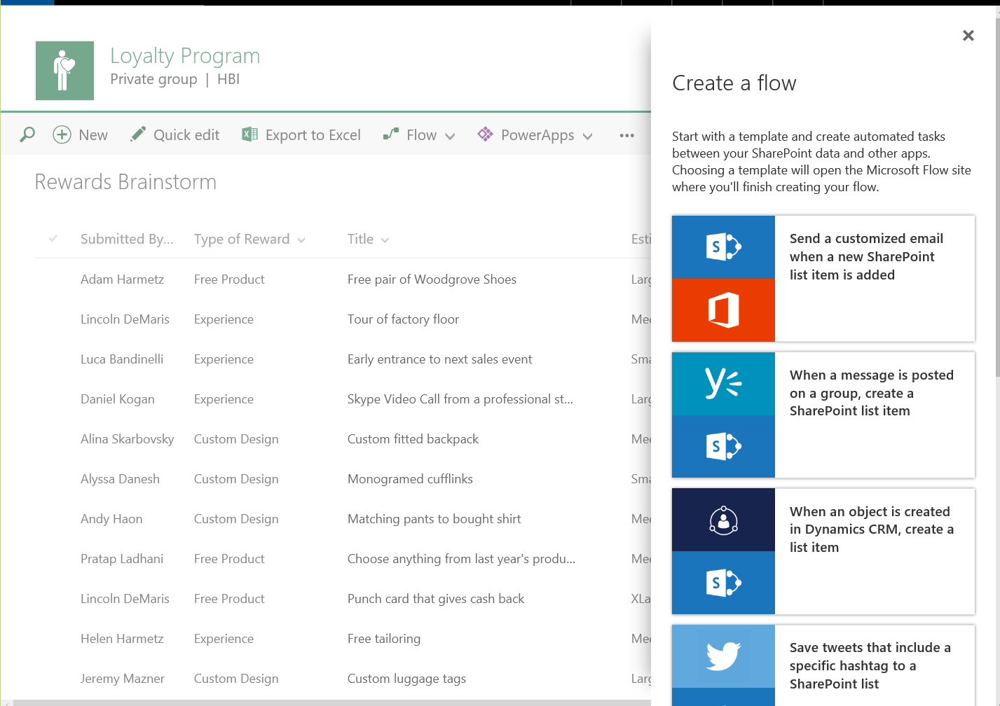 Loyalty Program
Private group | HBI
New Quick edit Export to Excel Flow PowerApps ...
Rewards Brainstorm
Submitted By... Type of Reward Title Esti
Adam Harmetz Free Product Free pair of Woodgrove Shoes Larg
Lincoln DeMaris Experience Tour of factory floor Med
Luca Bandinelli Experience Early entrance to next sales event Sma
Daniel Kogan Experience Skype Video Call from a professional st... Larg
Alina Skarbovsky Custom Design Custom fitted backpack Med
Alyssa Danesh Custom Design Monogramed cufflinks Sma
Andy Haon Custom Design Matching pants to bought shirt Med
Pratap Ladhani Free Product Choose anything from last year's produ... Med
Lincoln DeMaris Free Product Punch card that gives cash back XLa
Helen Harmetz Experience Free tailoring Med
Jeremy Mazner Custom Design Custom luggage tags Larg
Create a flow
Start with a template and create automated tasks
between your SharePoint data and other apps.
Choosing a template will open the Microsoft Flow site
where you'll finish creating your flow.
Send a customized email
when a new SharePoint
list item is added
When a message is posted
on a group, create a
SharePoint list item
When an object is created
in Dynamics CRM, create a
list item
Save tweets that include a
specific hashtag to a
SharePoint list